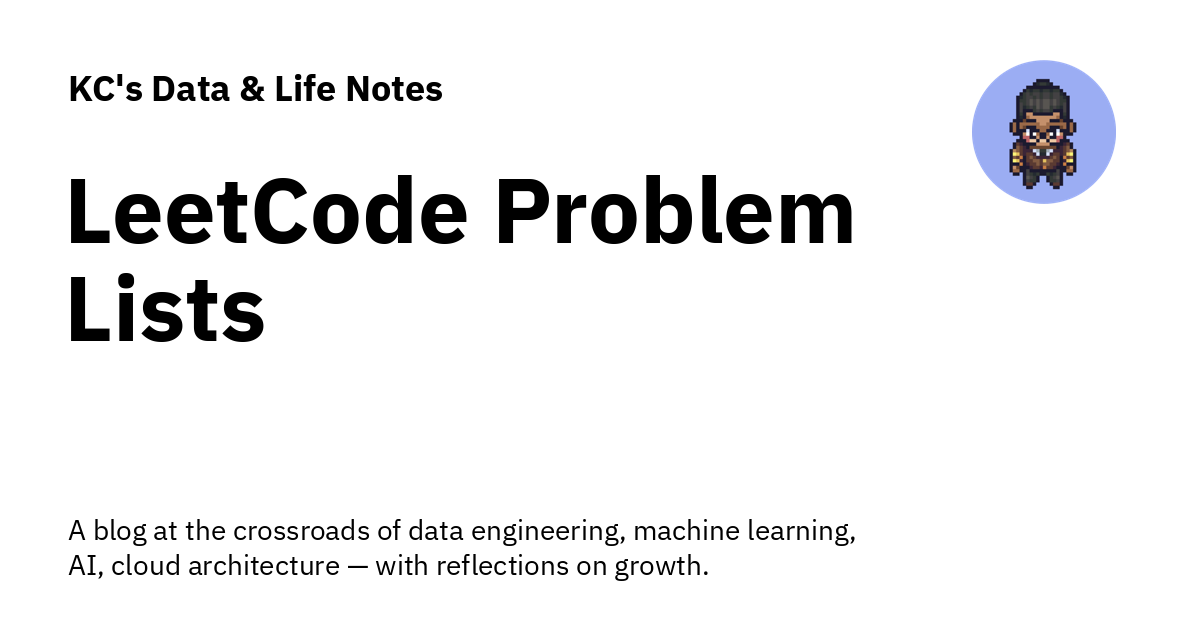 KC's Data & Life Notes
LeetCode Problem
Lists
A blog at the crossroads of data engineering, machine learning,
AI, cloud architecture — with reflections on growth.